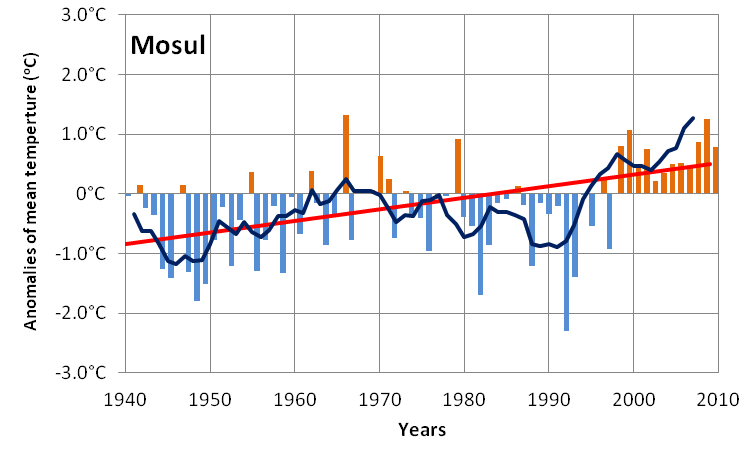 Mosul
Anomalies of mean temperture (°C)
3.0°C
2.0°C
1.0°C
0°C
-1.0°C
-2.0°C
-3.0°C
1940 1950 1960 1970 1980 1990 2000 2010
Years